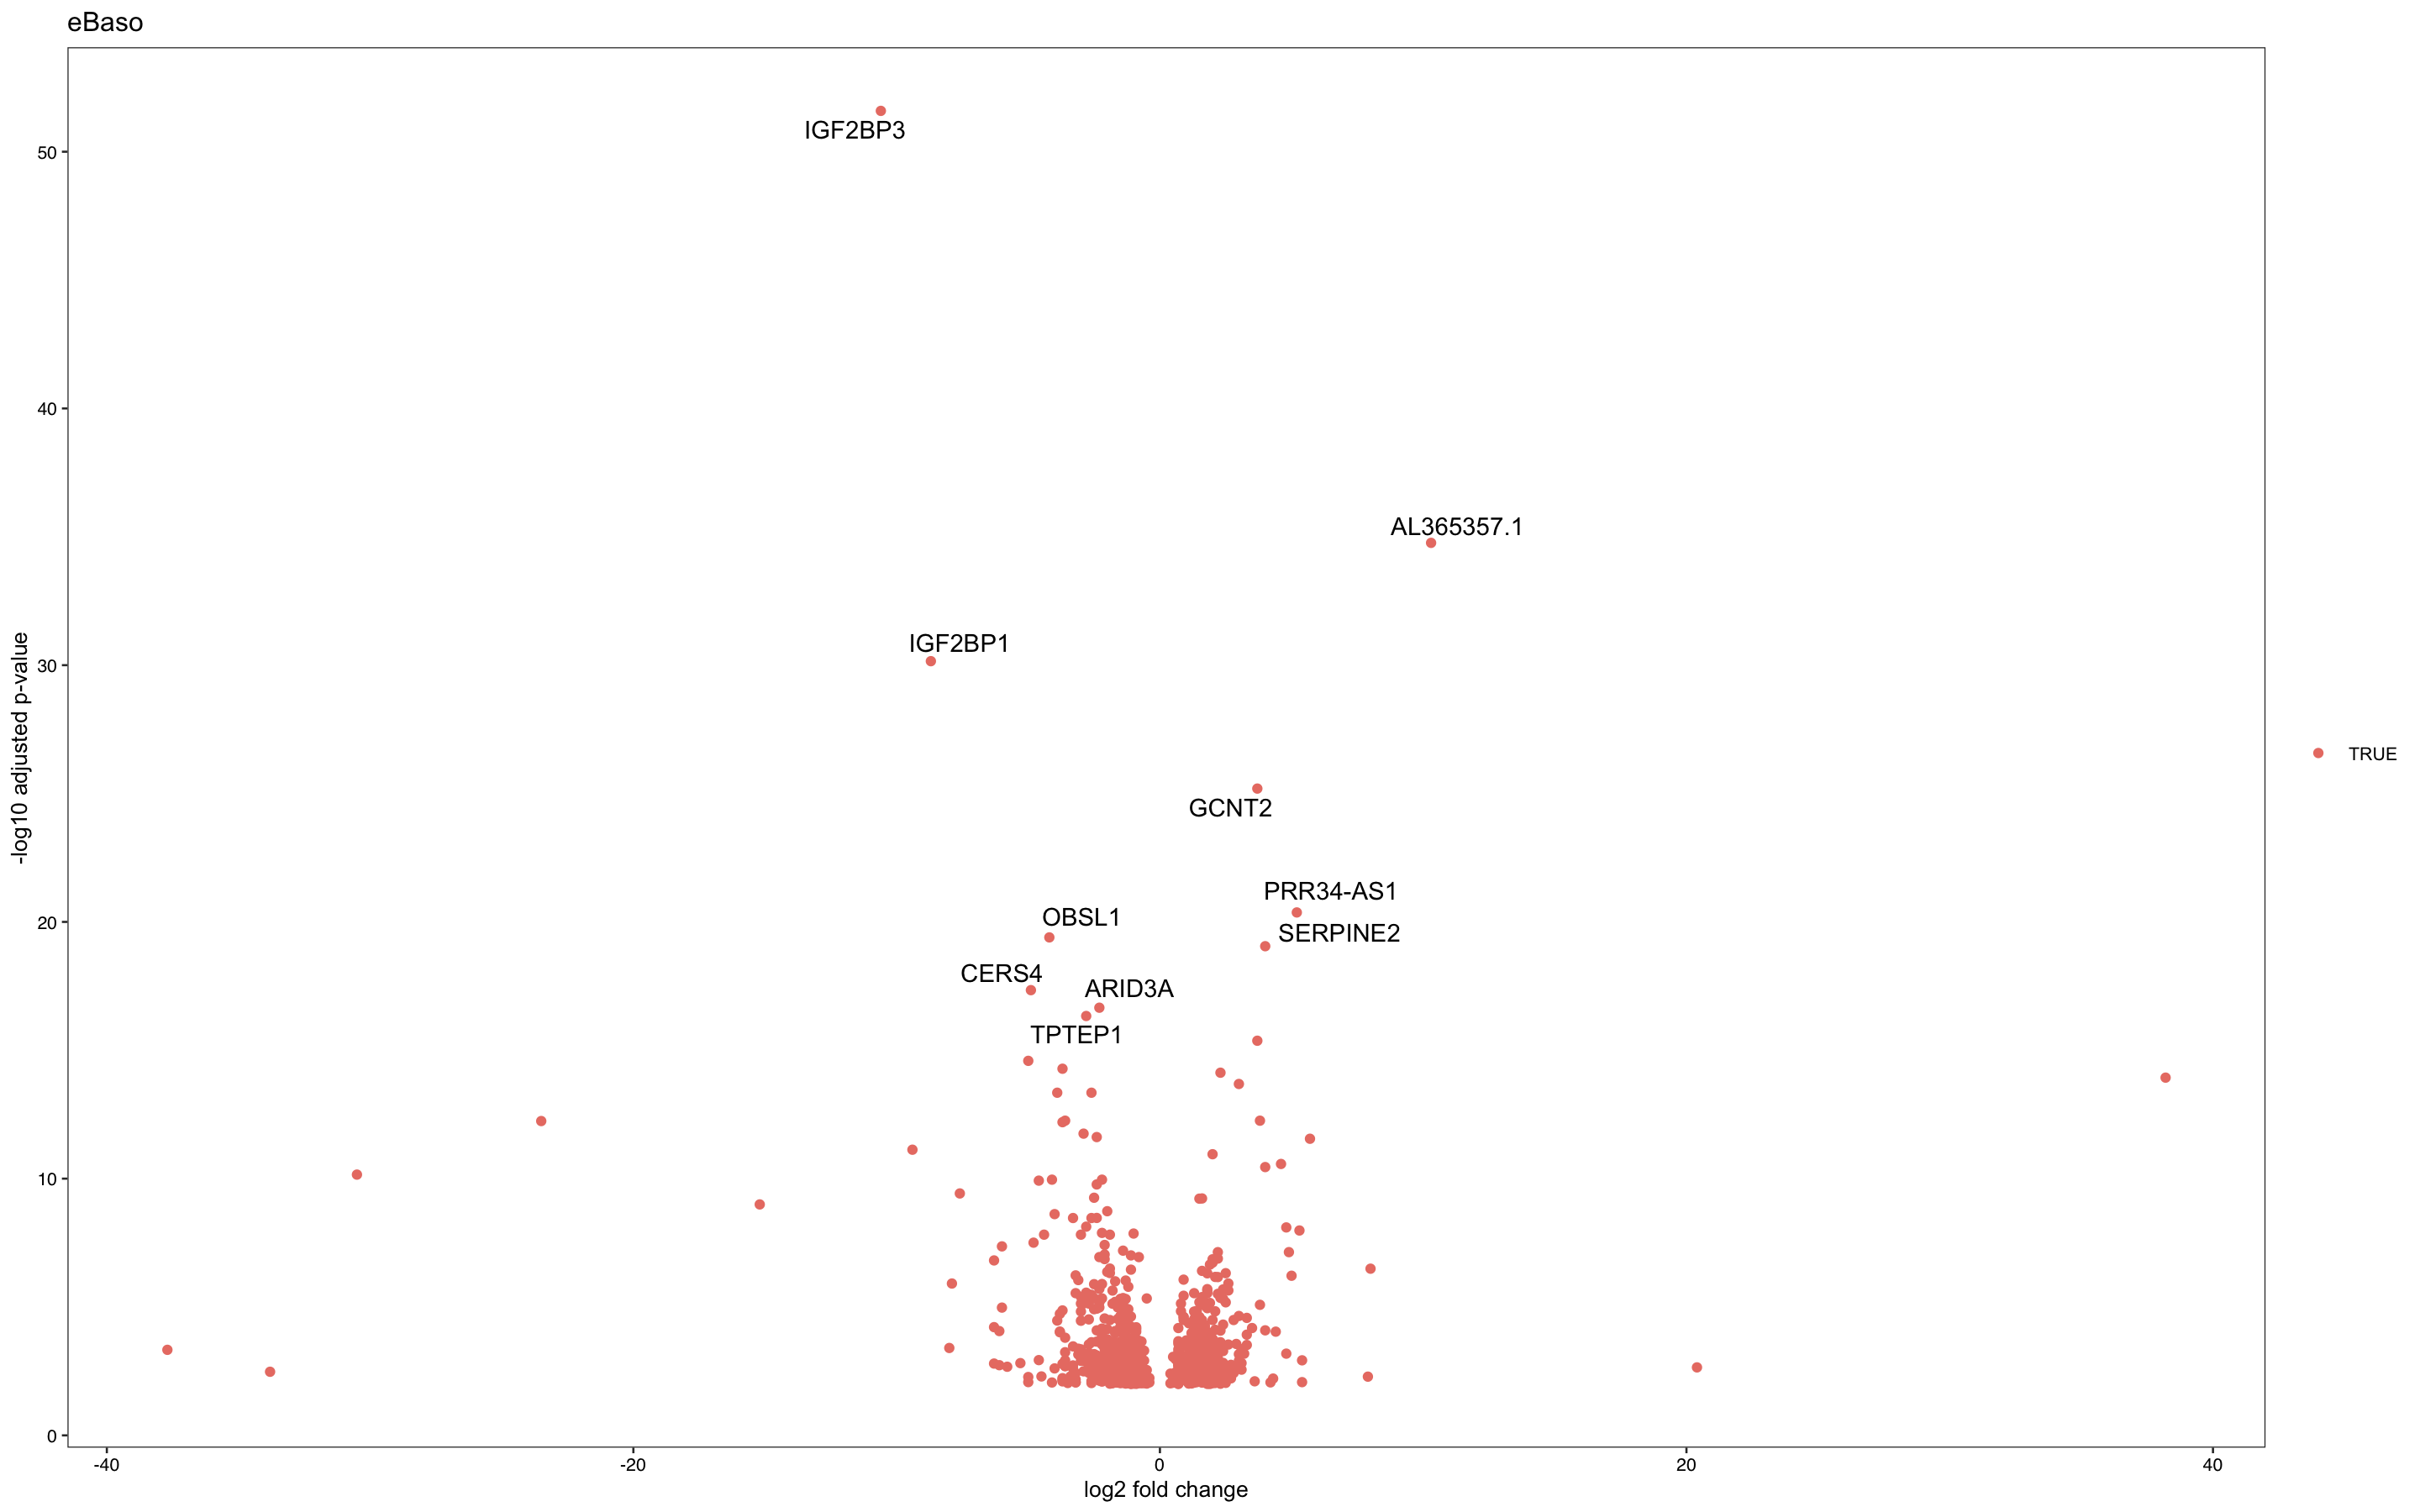 eBaso
IGF2BP3
50
40
AL365357.1
IGF2BP1
30
-log10 adjusted p-value
TRUE
GCNT2
PRR34-AS1
OBSL1
20
SERPINE2
CERS4
ARID3A
TPTEP1
10
0
-40 -20 0 20 40
log2 fold change